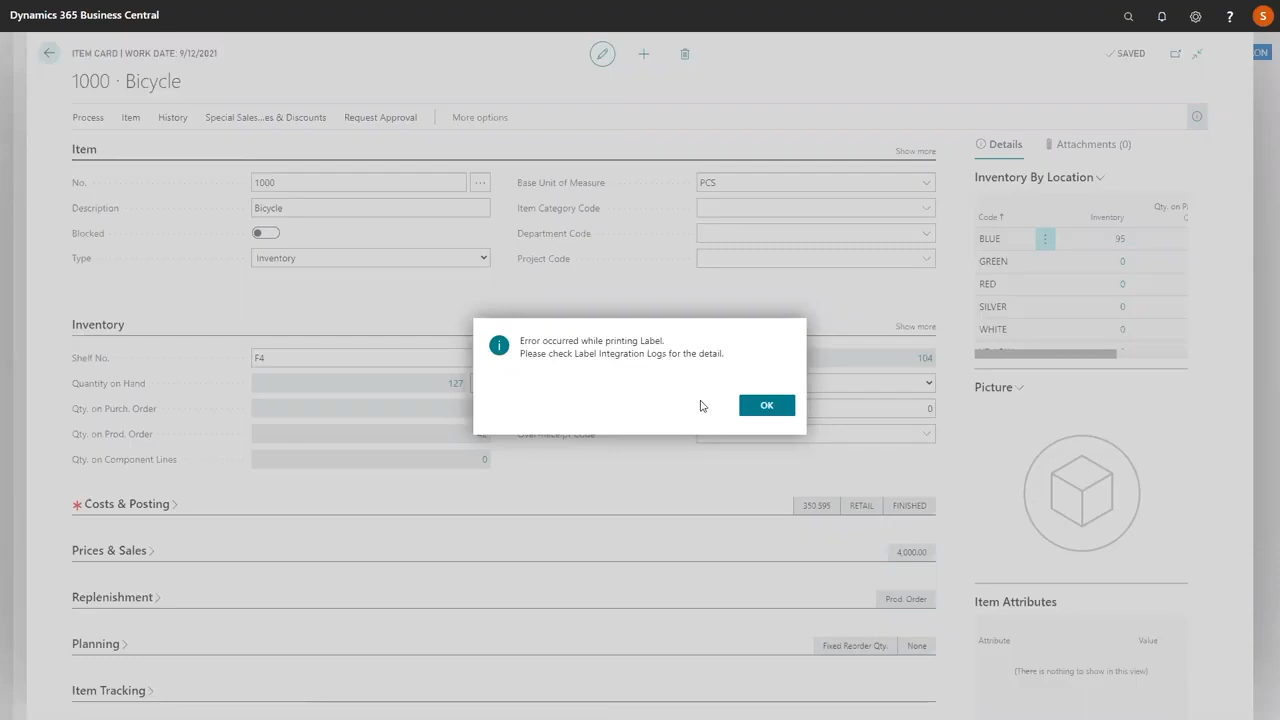 Dynamics 365 Business Central
?
S
ITEM CARD | WORK DATE: 9/12/2021
SAVED
ON
1000 · Bicycle
Process
Item
History
Special Sales...es & Discounts
Request Approval
More options
Item
Show more
No.
1000
...
Base Unit of Measure
PCS
Description
Bicycle
Item Category Code
Blocked
Department Code
Type
Inventory
Project Code
Inventory
Show more
Shelf No.
F4
104
Quantity on Hand
127
Qty. on Purch. Order
0
Qty. on Prod. Order
Qty. on Component Lines
0
Error occurred while printing Label.
Please check Label Integration Logs for the detail.
OK
Costs & Posting
350.595
RETAIL
FINISHED
Prices & Sales
4,000.00
Replenishment
Prod. Order
Planning
Fixed Reorder Qty.
None
Item Tracking
Details
Attachments (0)
Inventory By Location
Code
Inventory
Qty. on
BLUE
95
GREEN
0
RED
0
SILVER
0
WHITE
0
Picture
Item Attributes
Attribute
Value
(There is nothing to show in this view)